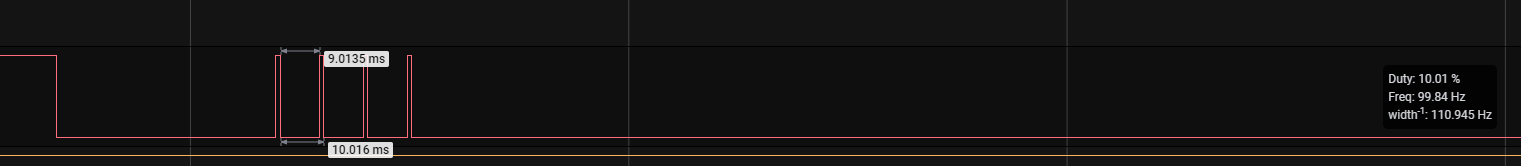 9.0135 ms
10.016 ms
Duty: 10.01 %
Freq: 99.84 Hz
width⁻¹: 110.945 Hz